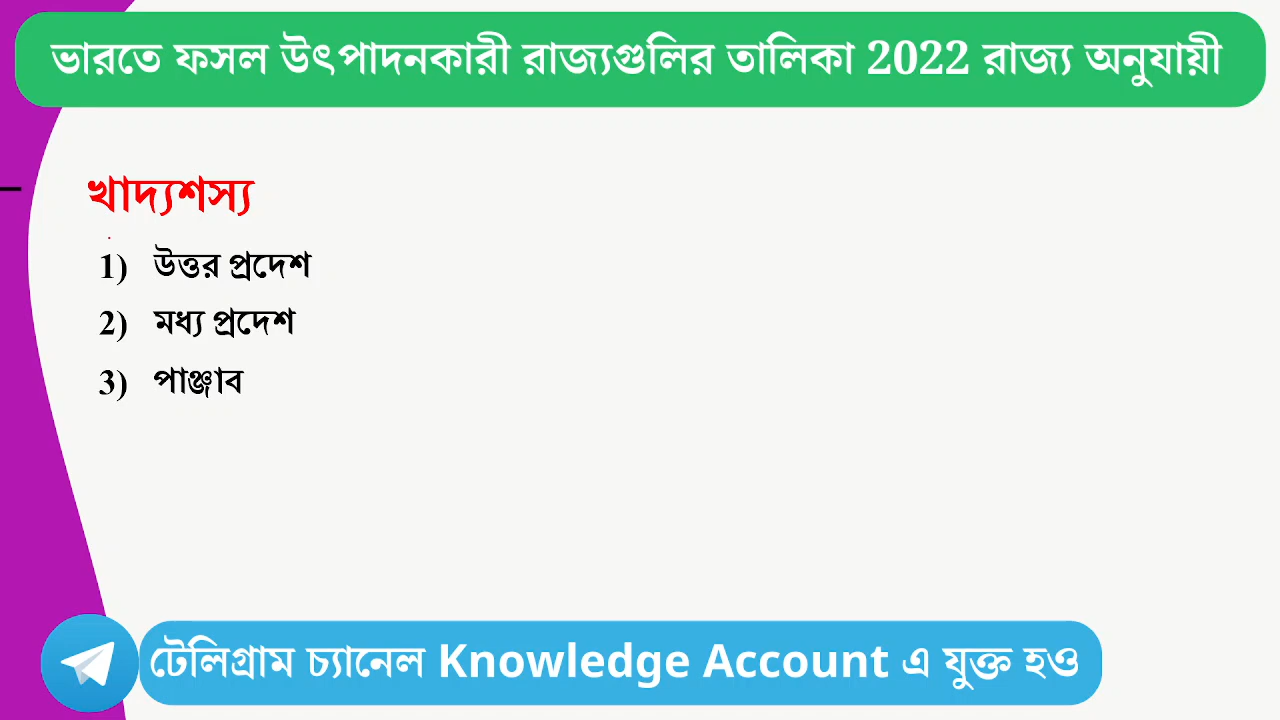 ভারতে ফসল উৎপাদনকারী রাজ্যগুলির তালিকা 2022 রাজ্য অনুযায়ী
খাদ্যশস্য
1) উত্তর প্রদেশ
2) মধ্য প্রদেশ
3) পাঞ্জাব
টেলিগ্রাম চ্যানেল Knowledge Account এ যুক্ত হও